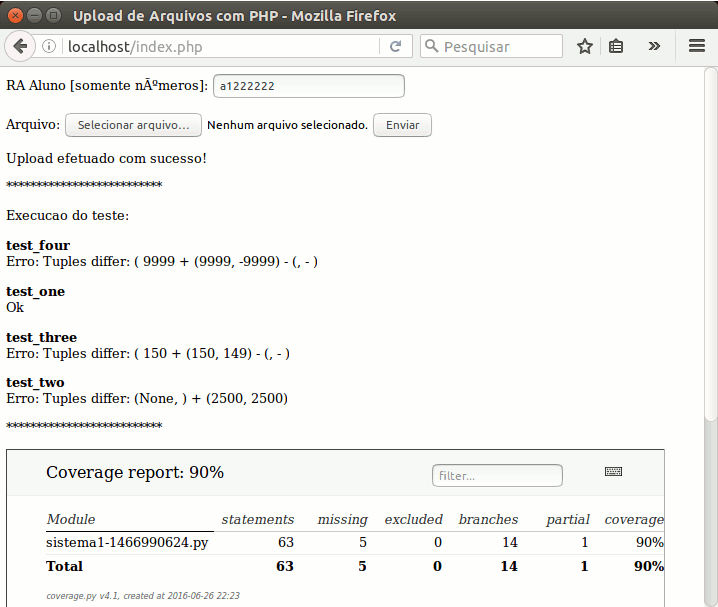 Upload de Arquivos com PHP - Mozilla Firefox
localhost/index.php
Pesquisar
RA Aluno [somente nÃºmeros]: a1222222
Arquivo: Selecionar arquivo... Nenhum arquivo selecionado. Enviar
Upload efetuado com sucesso!
**************************
Execucao do teste:
test_four
Erro: Tuples differ: ( 9999 + (9999, -9999) - (, - )
test_one
Ok
test_three
Erro: Tuples differ: ( 150 + (150, 149) - (, - )
test_two
Erro: Tuples differ: (None, ) + (2500, 2500)
**************************
Coverage report: 90% filter...
Module statements missing excluded branches partial coverage
sistema1-1466990624.py 63 5 0 14 1 90%
Total 63 5 0 14 1 90%
coverage.py v4.1, created at 2016-06-26 22:23